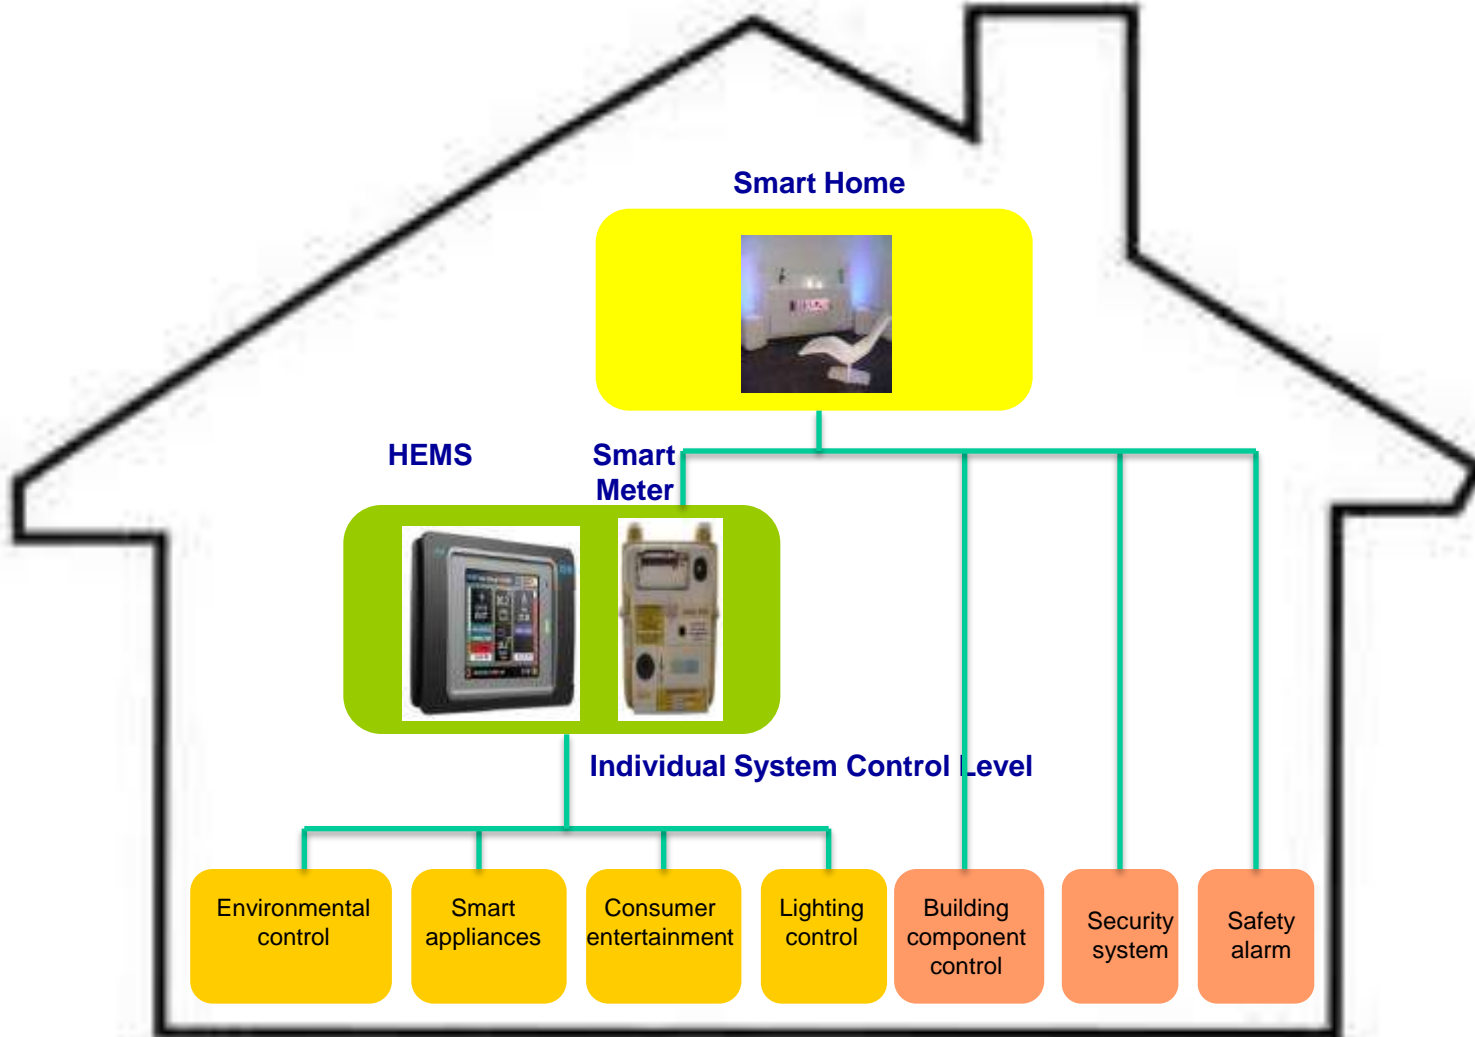 Smart Home
HEMS
Smart
Meter
Individual System Control Level
Environmental
control
Smart
appliances
Consumer
entertainment
Lighting
control
Building
component
control
Security
system
Safety
alarm